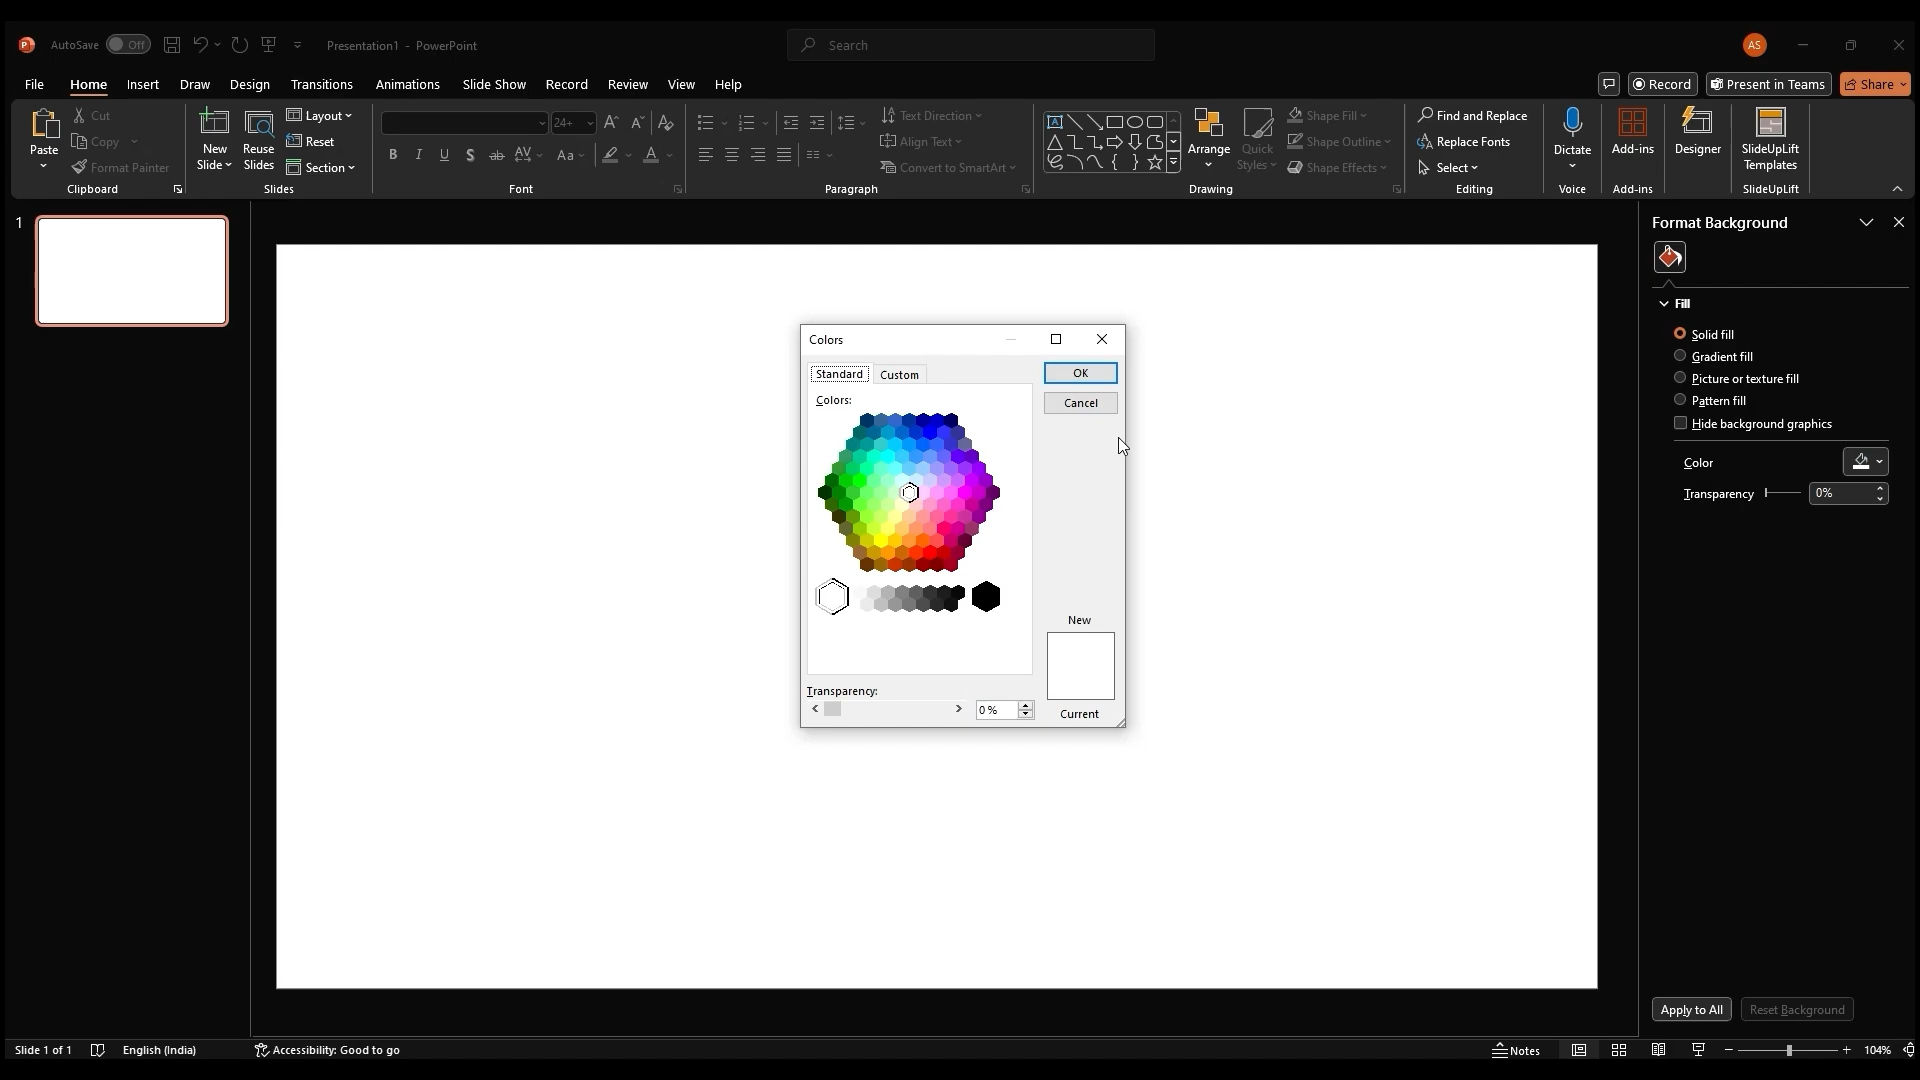 AutoSave Off
Presentation1 - PowerPoint
Search
AS
File Home Insert Draw Design Transitions Animations Slide Show Record Review View Help
Record
Present in Teams
Share
Paste
Cut
Copy
Format Painter
Clipboard
New Slide
Reuse Slides
Layout
Reset
Section
Slides
24+
B I U S ab AV Aa A
Font
Text Direction
Align Text
Convert to SmartArt
Paragraph
Arrange
Quick Styles
Shape Fill
Shape Outline
Shape Effects
Drawing
Find and Replace
Replace Fonts
Select
Editing
Dictate
Voice
Add-ins
Add-ins
Designer
SlideUpLift Templates
SlideUpLift
1
Colors
Standard Custom
OK
Cancel
Colors:
New
Current
Transparency:
0 %
Format Background
Fill
Solid fill
Gradient fill
Picture or texture fill
Pattern fill
Hide background graphics
Color
Transparency 0%
Apply to All Reset Background
Slide 1 of 1 English (India) Accessibility: Good to go
Notes
104%